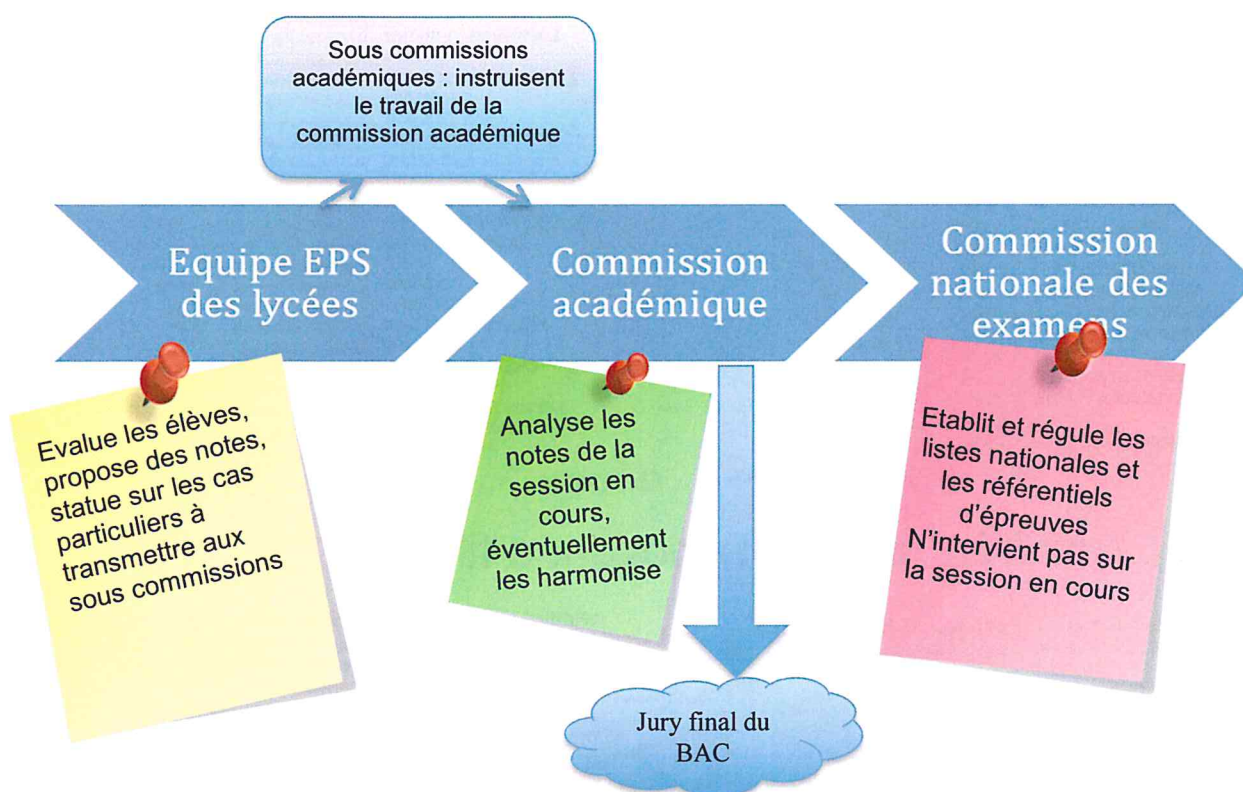 Sous commissions
académiques : instruisent
le travail de la
commission académique
Equipe EPS
des lycées
Commission
académique
Commission
nationale des
examens
Evalue les élèves,
propose des notes,
statue sur les cas
particuliers à
transmettre aux
sous commissions
Analyse les
notes de la
session en
cours,
éventuellement
les harmonise
Etablit et régule les
listes nationales et
les référentiels
d'épreuves
N'intervient pas sur
la session en cours
Jury final du
BAC